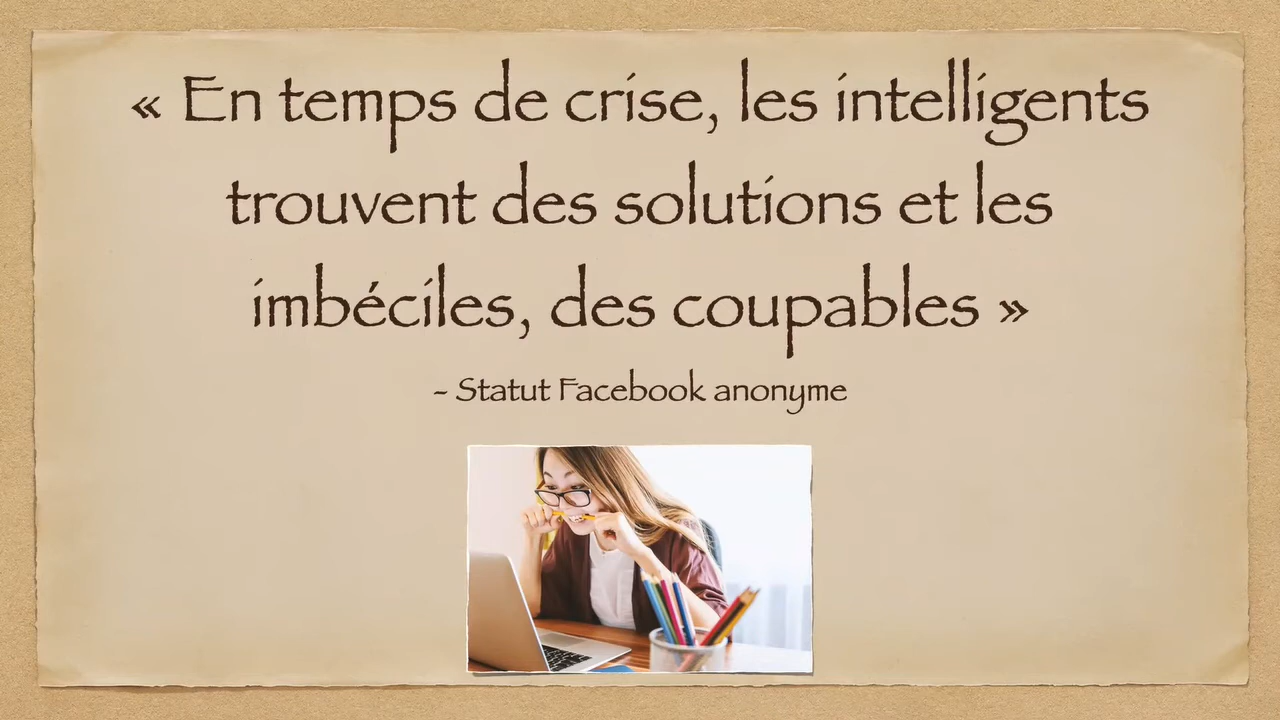 « En temps de crise, les intelligents
trouvent des solutions et les
imbéciles, des coupables »
- Statut Facebook anonyme